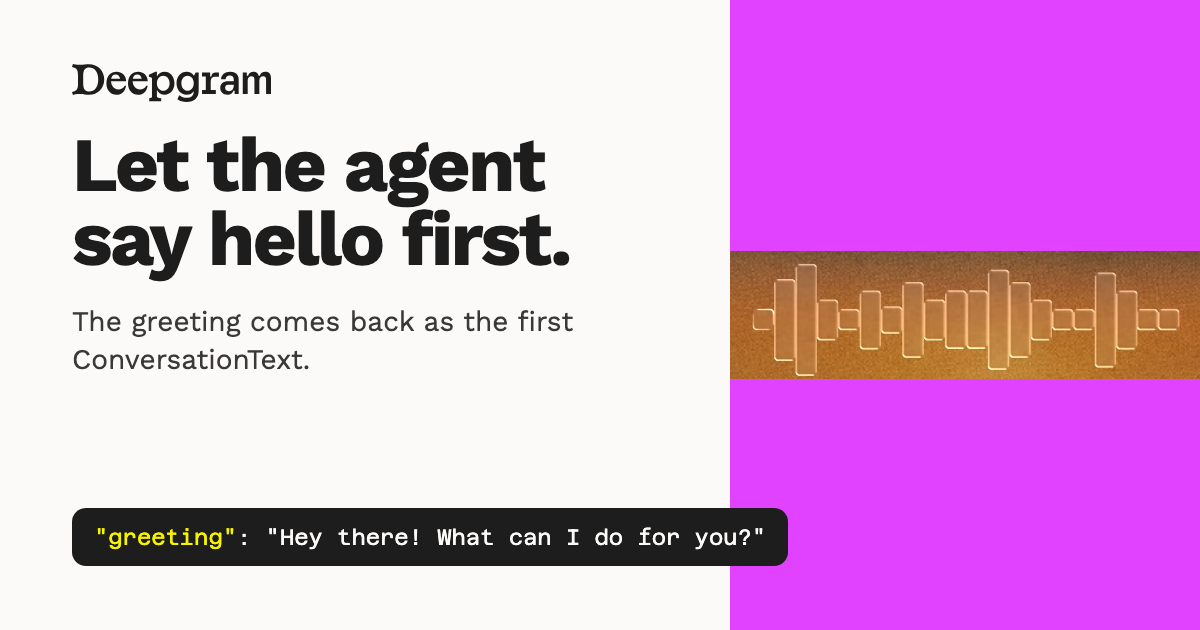 Deepgram
Let the agent
say hello first.
The greeting comes back as the first
ConversationText.
"greeting": "Hey there! What can I do for you?"